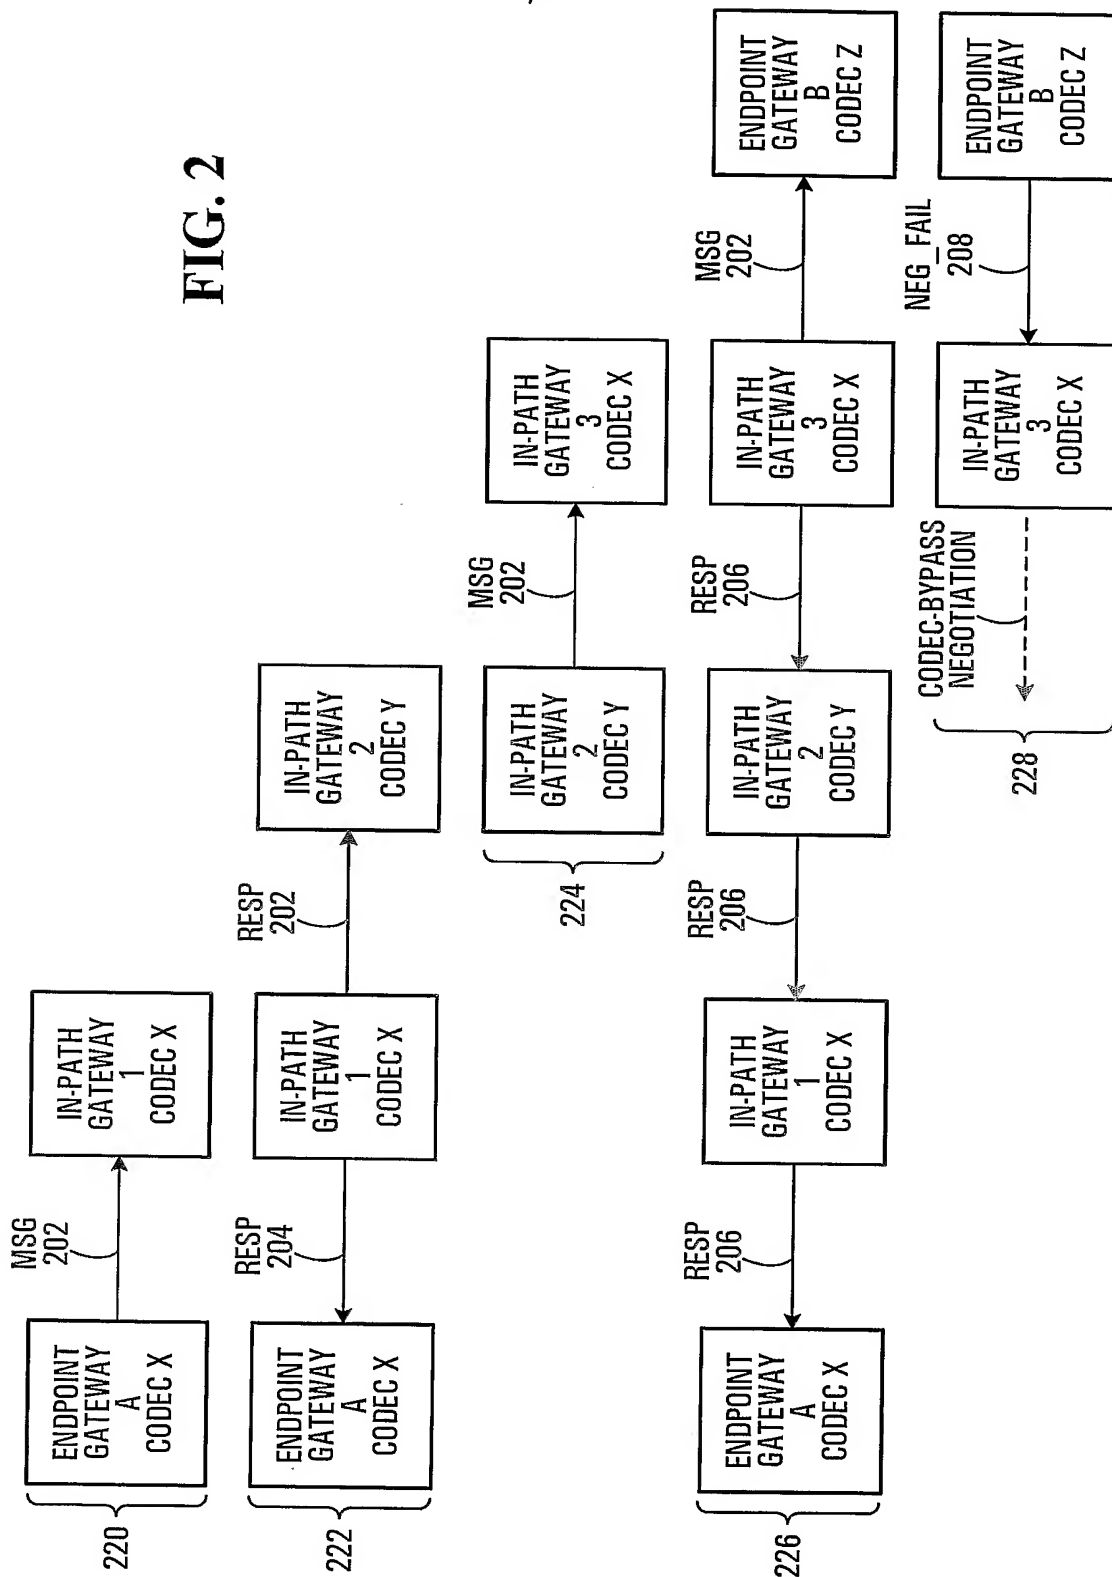 FIG. 2
220
ENDPOINT
GATEWAY
A
CODEC X
MSG
202
IN-PATH
GATEWAY
1
CODEC X
222
ENDPOINT
GATEWAY
A
CODEC X
RESP
204
IN-PATH
GATEWAY
1
CODEC X
RESP
202
IN-PATH
GATEWAY
2
CODEC Y
224
IN-PATH
GATEWAY
2
CODEC Y
MSG
202
IN-PATH
GATEWAY
3
CODEC X
226
ENDPOINT
GATEWAY
A
CODEC X
RESP
206
IN-PATH
GATEWAY
1
CODEC X
RESP
206
IN-PATH
GATEWAY
2
CODEC Y
RESP
206
IN-PATH
GATEWAY
3
CODEC X
MSG
202
ENDPOINT
GATEWAY
B
CODEC Z
228
CODEC-BYPASS
NEGOTIATION
IN-PATH
GATEWAY
3
CODEC X
NEG_FAIL
208
ENDPOINT
GATEWAY
B
CODEC Z